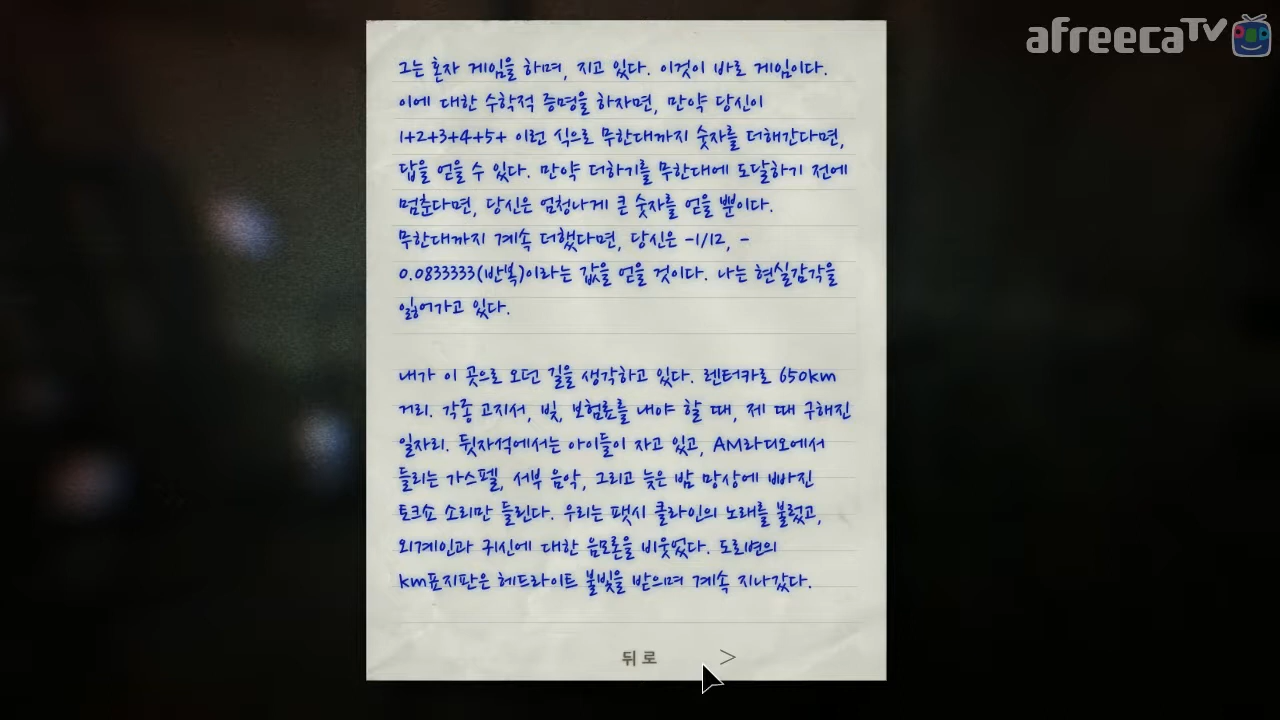 afreecaTV
그는 혼자 게임을 하며, 지고 있다. 이것이 바로 게임이다.
이에 대한 수학적 증명을 하자면, 만약 당신이
1+2+3+4+5+ 이런 식으로 무한대까지 숫자를 더해간다면,
답을 얻을 수 있다. 만약 더하기를 무한대에 도달하기 전에
멈춘다면, 당신은 엄청나게 큰 숫자를 얻을 뿐이다.
무한대까지 계속 더했다면, 당신은 -1/12, -
0.0833333(반복)이라는 값을 얻을 것이다. 나는 현실감각을
잃어가고 있다.
내가 이 곳으로 오던 길을 생각하고 있다. 렌터카로 650km
거리. 각종 고지서, 빚, 보험료를 내야 할 때, 제 때 구해진
일자리. 뒷자석에서는 아이들이 자고 있고, AM라디오에서
들리는 가스펠, 서부 음악, 그리고 늦은 밤 망상에 빠진
토크쇼 소리만 들린다. 우리는 팻시 클라인의 노래를 불렀고,
외계인과 귀신에 대한 음모론을 비웃었다. 도로변의
km표지판은 헤드라이트 불빛을 받으며 계속 지나갔다.
뒤로 >